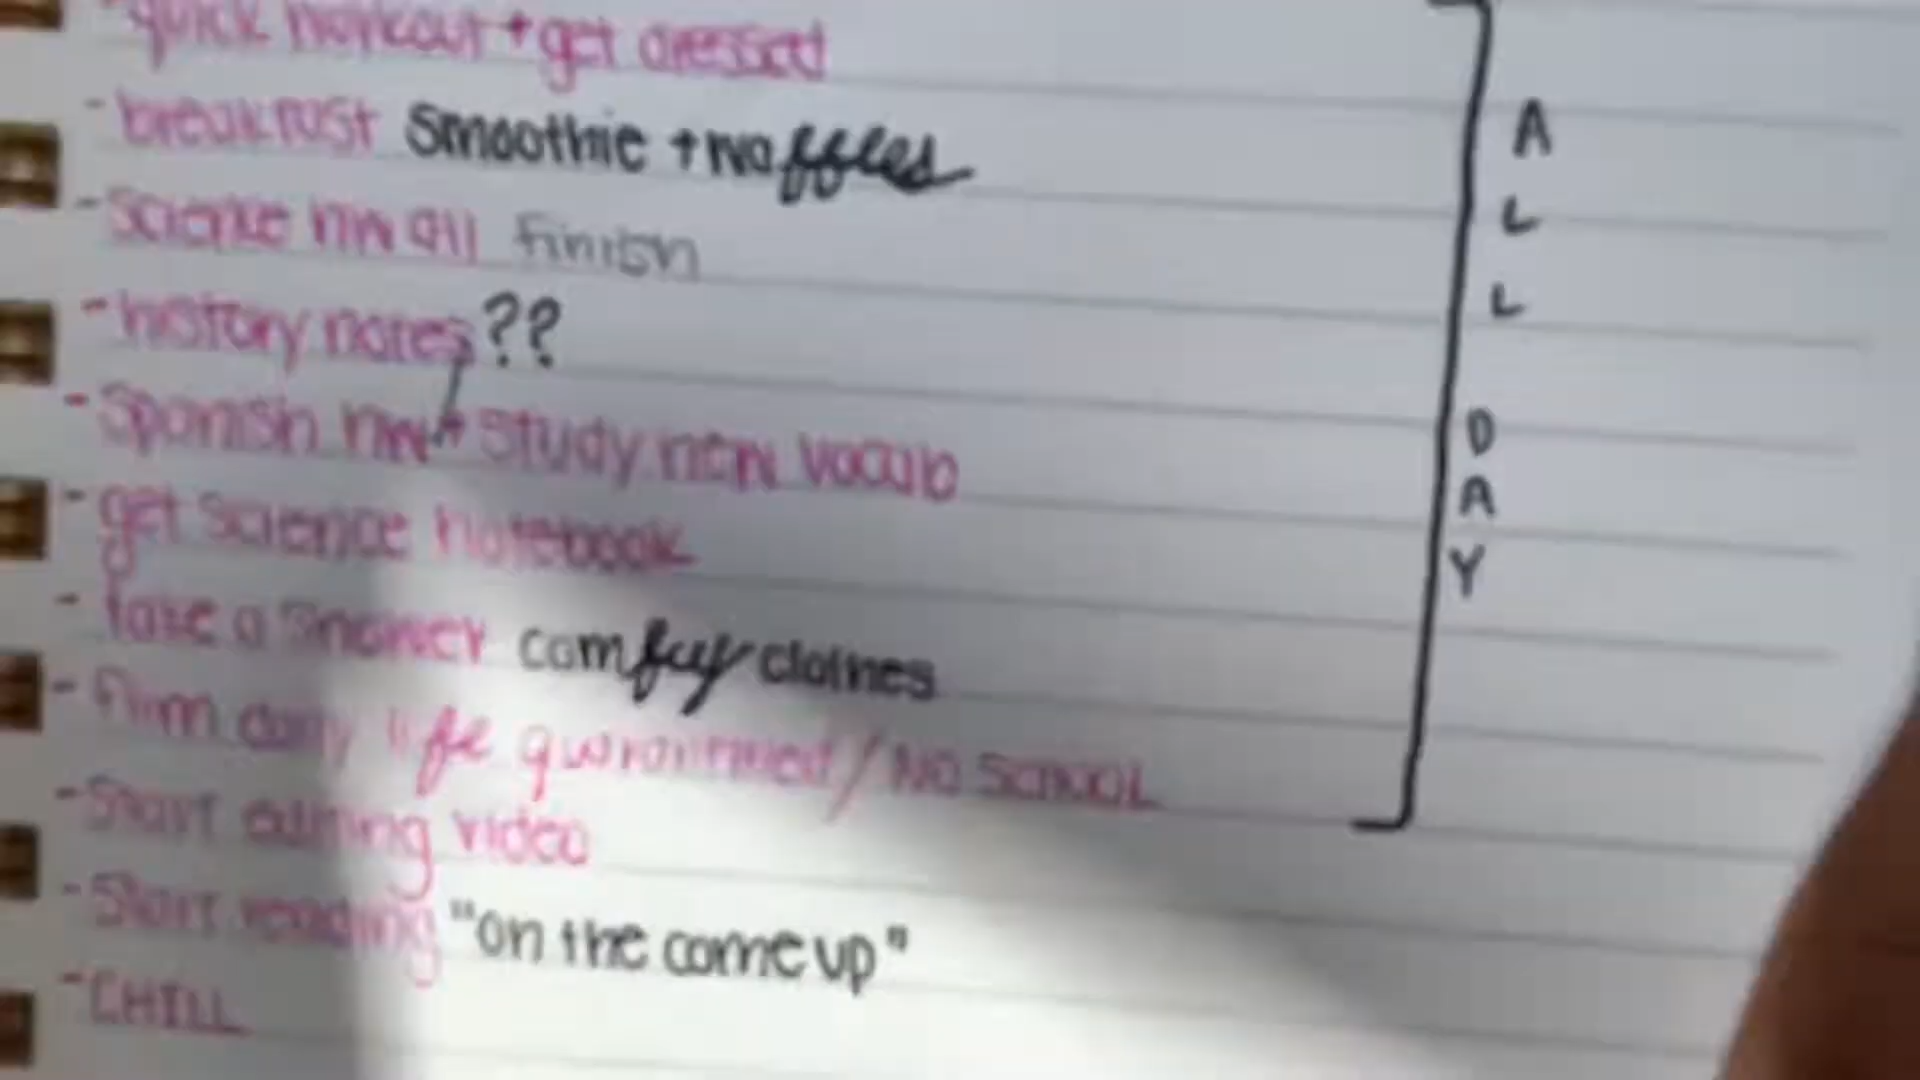 - quick workout + get dressed
- breakfast smoothie + waffles
- Science hw all finish
- history notes??
- Spanish hw + study new vocab
- get science notebook
- take a shower comfy clothes
- film daily life quarantined / NO SCHOOL
- Start editing video
- Start reading "on the come up"
- CHILL
ALL DAY